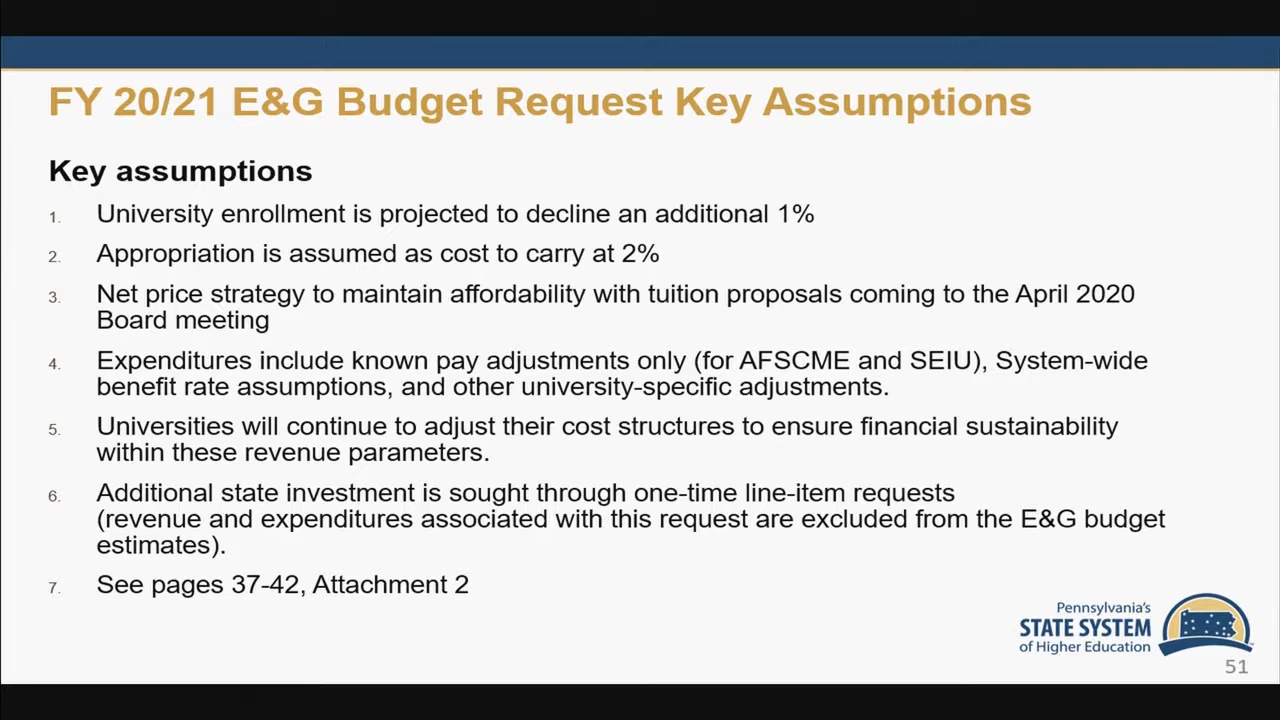 FY 20/21 E&G Budget Request Key Assumptions
Key assumptions
1. University enrollment is projected to decline an additional 1%
2. Appropriation is assumed as cost to carry at 2%
3. Net price strategy to maintain affordability with tuition proposals coming to the April 2020
Board meeting
4. Expenditures include known pay adjustments only (for AFSCME and SEIU), System-wide
benefit rate assumptions, and other university-specific adjustments.
5. Universities will continue to adjust their cost structures to ensure financial sustainability
within these revenue parameters.
6. Additional state investment is sought through one-time line-item requests
(revenue and expenditures associated with this request are excluded from the E&G budget
estimates).
7. See pages 37-42, Attachment 2
Pennsylvania's
STATE SYSTEM
of Higher Education
51